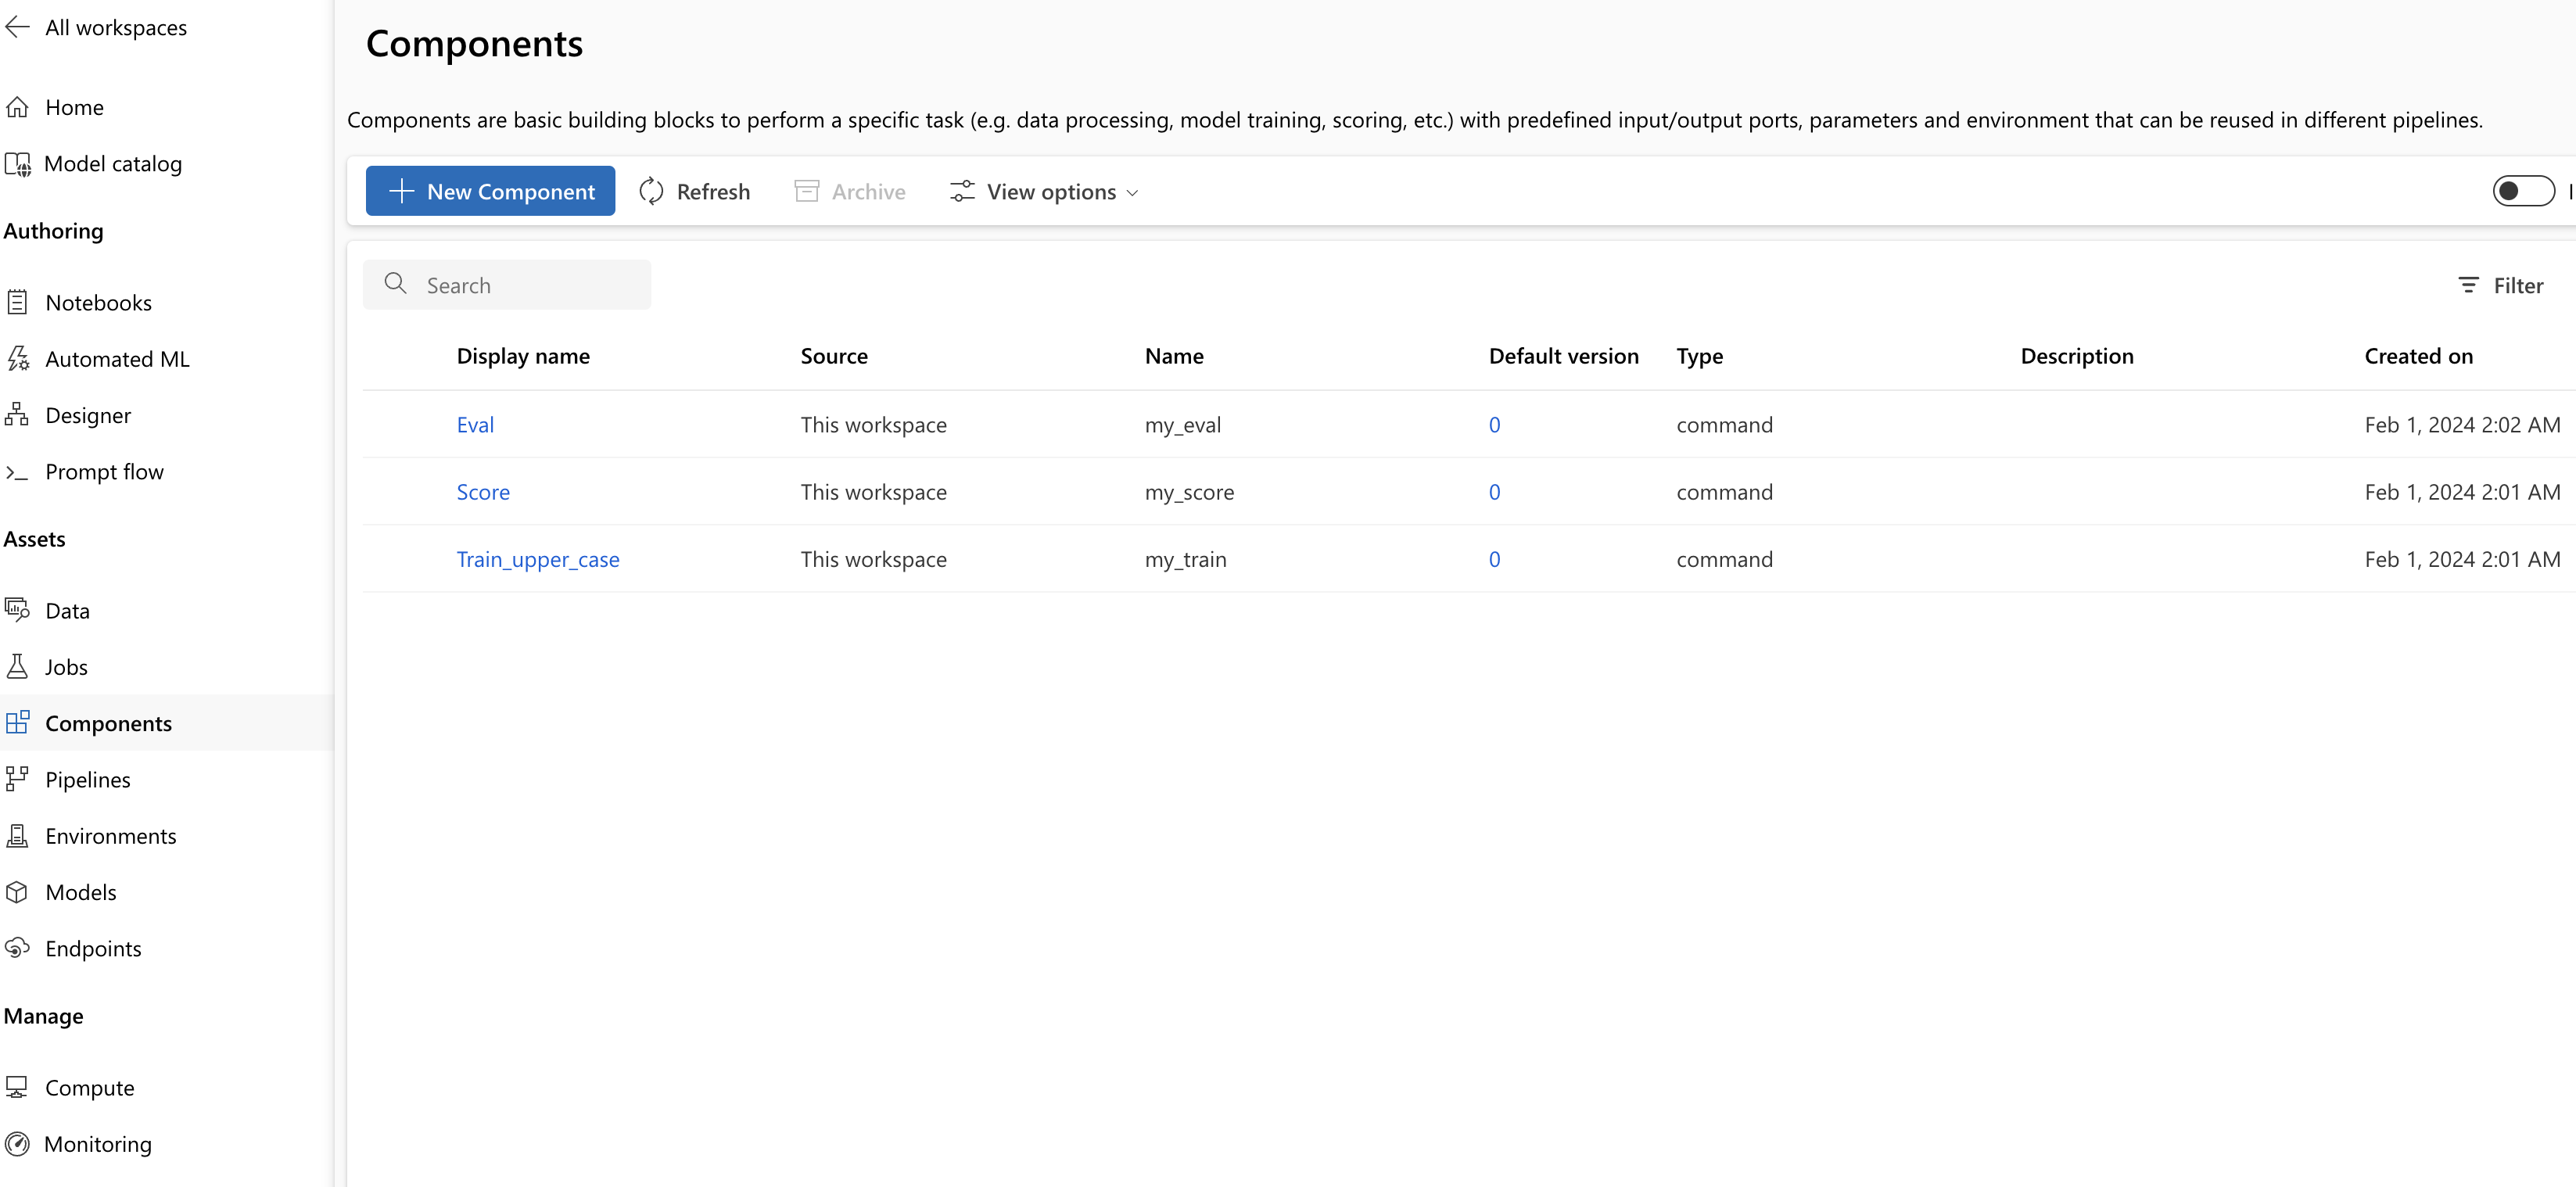 All workspaces
Home
Model catalog
Authoring
Notebooks
Automated ML
Designer
Prompt flow
Assets
Data
Jobs
Components
Pipelines
Environments
Models
Endpoints
Manage
Compute
Monitoring
Components
Components are basic building blocks to perform a specific task (e.g. data processing, model training, scoring, etc.) with predefined input/output ports, parameters and environment that can be reused in different pipelines.
New Component Refresh Archive View options
Search Filter
Display name Source Name Default version Type Description Created on
Eval This workspace my_eval 0 command Feb 1, 2024 2:02 AM
Score This workspace my_score 0 command Feb 1, 2024 2:01 AM
Train_upper_case This workspace my_train 0 command Feb 1, 2024 2:01 AM